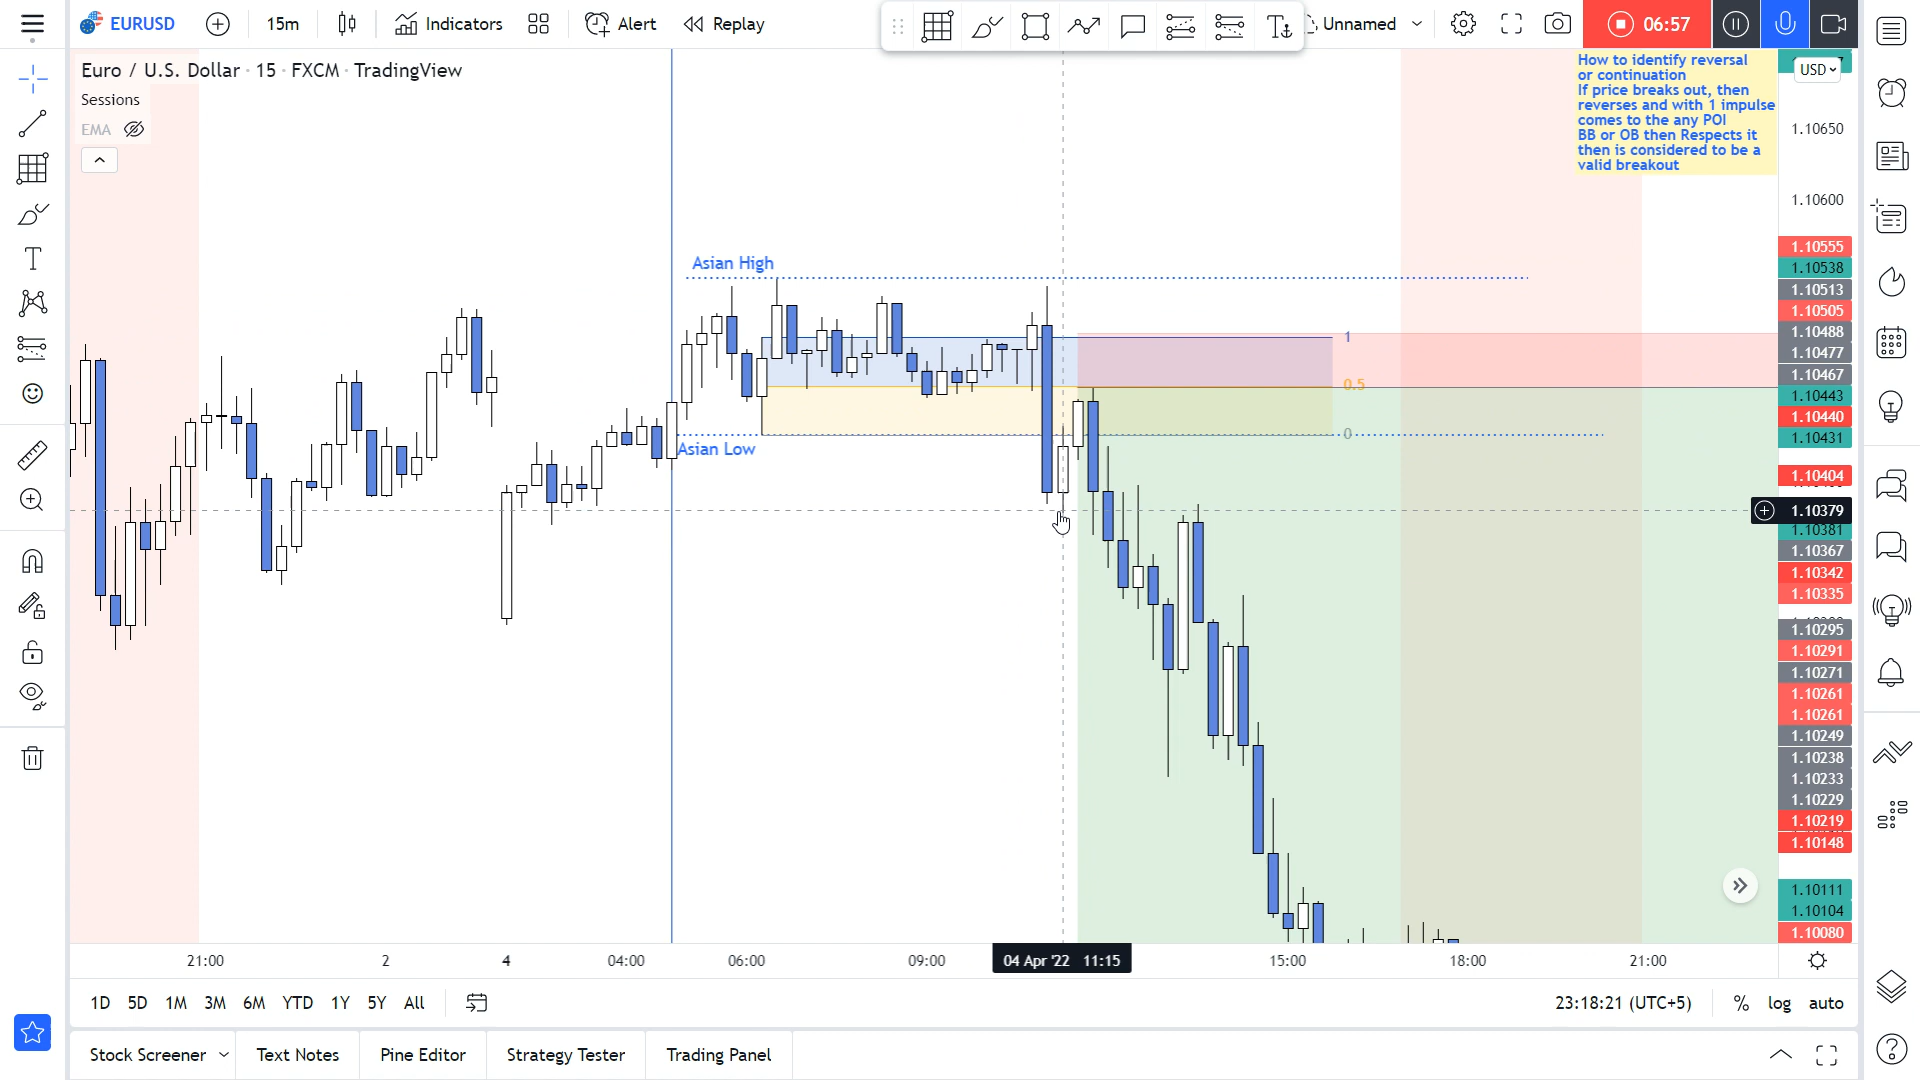 EURUSD
15m
Indicators
Alert
Replay
Unnamed
06:57
Euro / U.S. Dollar · 15 · FXCM · TradingView
Sessions
EMA
How to identify reversal
or continuation
If price breaks out, then
reverses and with 1 impulse
comes to the any POI
BB or OB then Respects it
then is considered to be a
valid breakout
USD
1.10650
1.10600
Asian High
Asian Low
1
0.5
0
1.10555
1.10538
1.10513
1.10505
1.10488
1.10477
1.10467
1.10443
1.10440
1.10431
1.10404
1.10379
1.10381
1.10367
1.10342
1.10335
1.10295
1.10291
1.10271
1.10261
1.10261
1.10249
1.10238
1.10233
1.10229
1.10219
1.10148
1.10111
1.10104
1.10080
21:00
2
4
04:00
06:00
09:00
04 Apr '22 11:15
15:00
18:00
21:00
1D 5D 1M 3M 6M YTD 1Y 5Y All
23:18:21 (UTC+5)
% log auto
Stock Screener
Text Notes
Pine Editor
Strategy Tester
Trading Panel